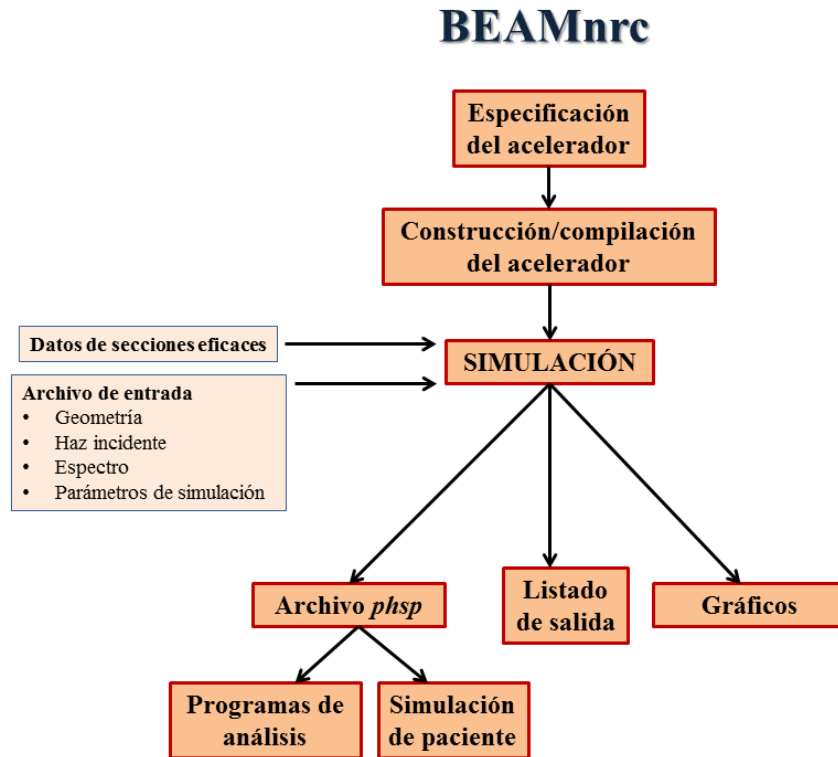 BEAMnrc
Especificación
del acelerador
Construcción/compilación
del acelerador
Datos de secciones eficaces
SIMULACIÓN
Archivo de entrada
• Geometría
• Haz incidente
• Espectro
• Parámetros de simulación
Archivo phsp
Listado
de salida
Gráficos
Programas de
análisis
Simulación
de paciente